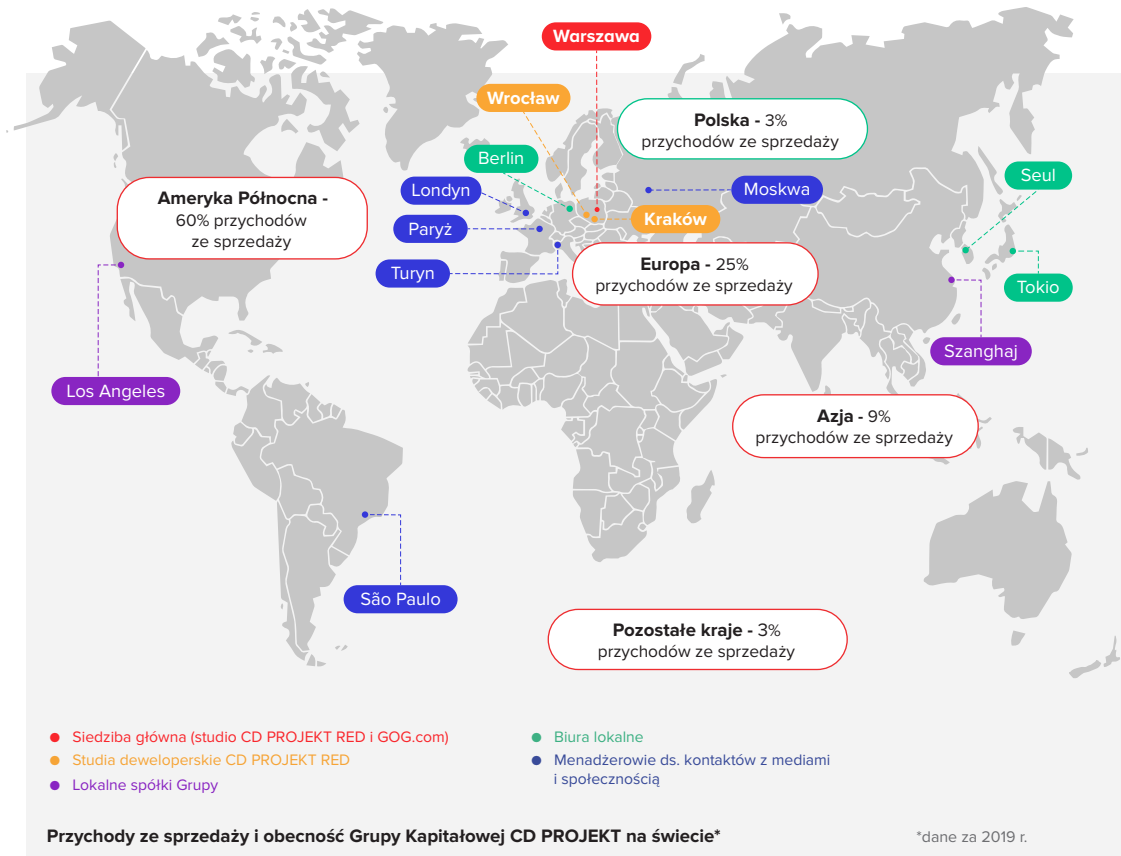 Warszawa
Wrocław
Polska - 3%
przychodów ze sprzedaży
Berlin
Seul
Londyn
Moskwa
Ameryka Północna -
60% przychodów
ze sprzedaży
Paryż
Kraków
Turyn
Europa - 25%
przychodów ze sprzedaży
Tokio
Szanghaj
Los Angeles
Azja - 9%
przychodów ze sprzedaży
São Paulo
Pozostałe kraje - 3%
przychodów ze sprzedaży
Siedziba główna (studio CD PROJEKT RED i GOG.com)
Studia deweloperskie CD PROJEKT RED
Lokalne spółki Grupy
Biura lokalne
Menadżerowie ds. kontaktów z mediami
i społecznością
Przychody ze sprzedaży i obecność Grupy Kapitałowej CD PROJEKT na świecie*
*dane za 2019 r.